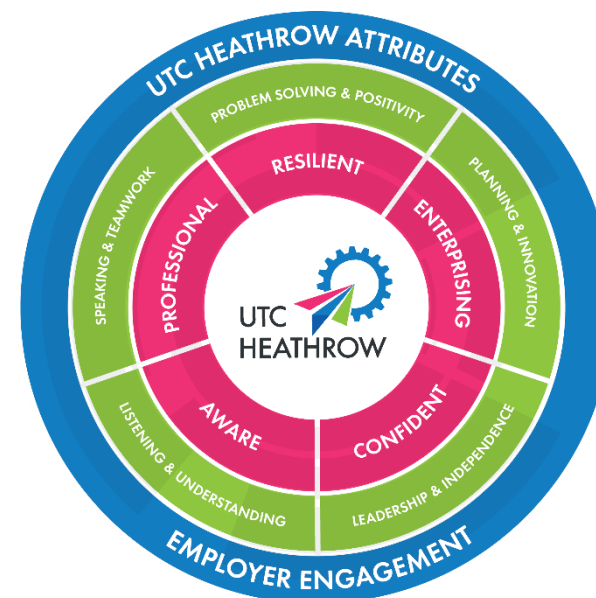 UTC HEATHROW ATTRIBUTES
PROBLEM SOLVING & POSITIVITY
PLANNING & INNOVATION
LEADERSHIP & INDEPENDENCE
LISTENING & UNDERSTANDING
SPEAKING & TEAMWORK
RESILIENT
ENTERPRISING
CONFIDENT
AWARE
PROFESSIONAL
UTC
HEATHROW
EMPLOYER ENGAGEMENT